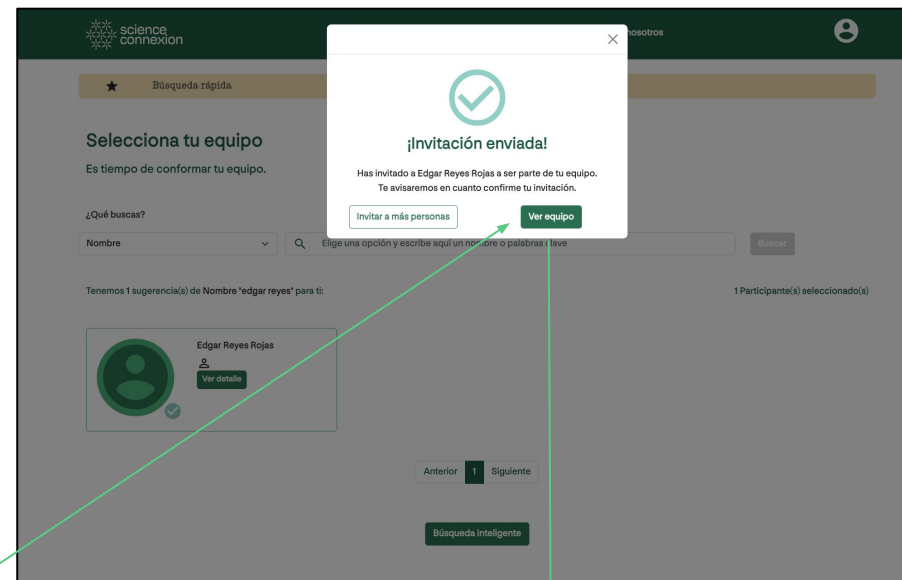 science
connexion
nosotros
Búsqueda rápida
¡Invitación enviada!
Has invitado a Edgar Reyes Rojas a ser parte de tu equipo.
Te avisaremos en cuanto confirme tu invitación.
Invitar a más personas
Ver equipo
Selecciona tu equipo
Es tiempo de conformar tu equipo.
¿Qué buscas?
Nombre
Elige una opción y escribe aquí un nombre o palabras clave
Buscar
Tenemos 1 sugerencia(s) de Nombre "edgar reyes" para ti:
1 Participante(s) seleccionado(s)
Edgar Reyes Rojas
Ver detalle
Anterior 1 Siguiente
Búsqueda inteligente